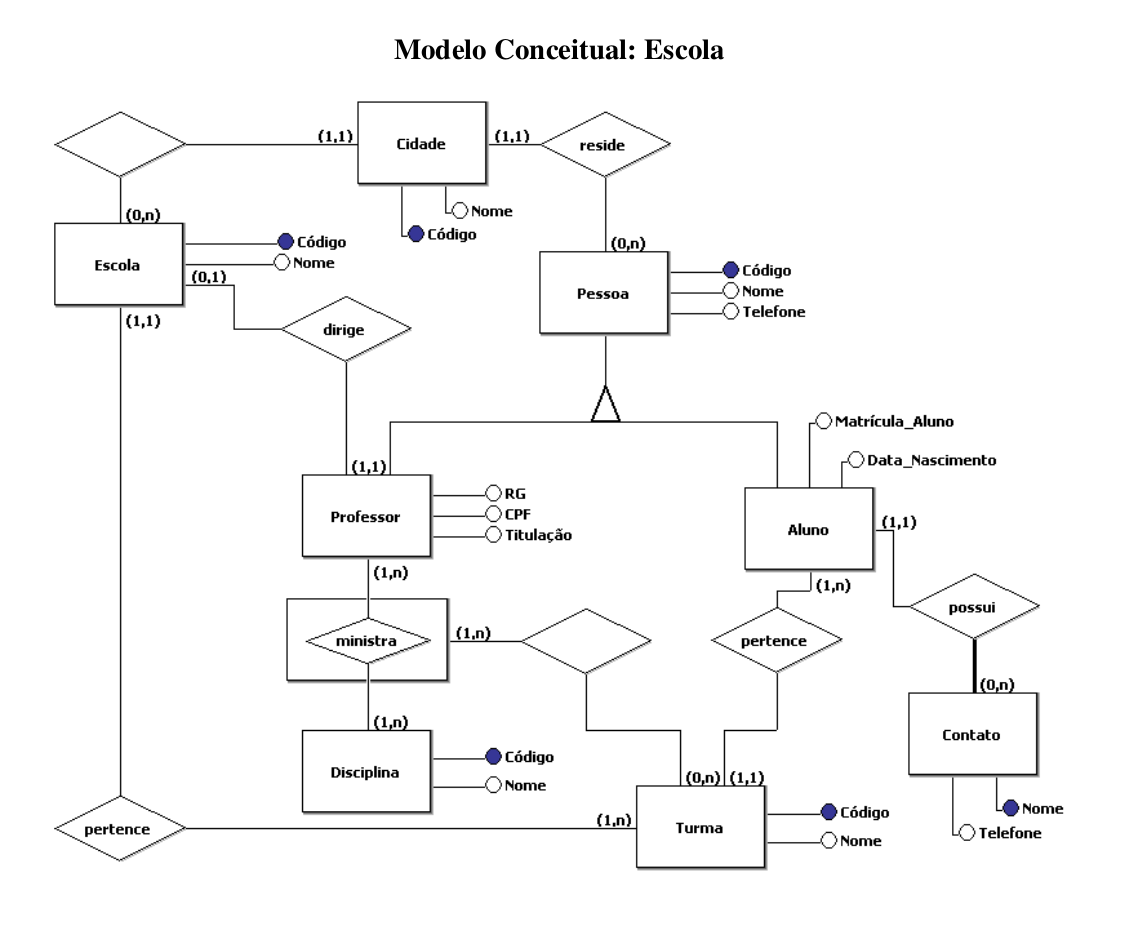 Modelo Conceitual: Escola
(1,1)
Cidade
(1,1)
reside
Nome
Código
(0,n)
Escola
Código
Nome
(0,1)
(1,1)
dirige
(0,n)
Pessoa
Código
Nome
Telefone
Matrícula_Aluno
Data_Nascimento
(1,1)
Professor
RG
CPF
Titulação
Aluno
(1,1)
(1,n)
(1,n)
possui
ministra
(1,n)
pertence
(0,n)
Contato
Nome
Telefone
(1,n)
Disciplina
Código
Nome
(0,n)
(1,1)
pertence
(1,n)
Turma
Código
Nome